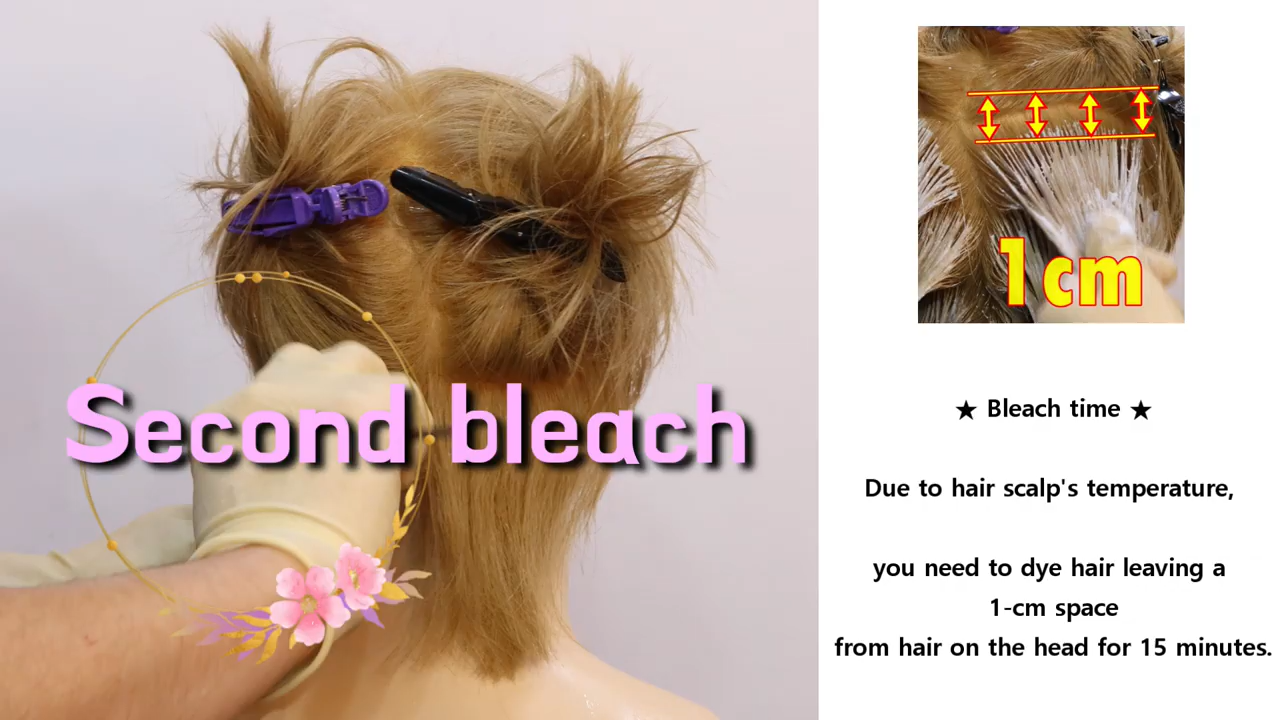 Second bleach
1cm
★ Bleach time ★
Due to hair scalp's temperature,
you need to dye hair leaving a
1-cm space
from hair on the head for 15 minutes.